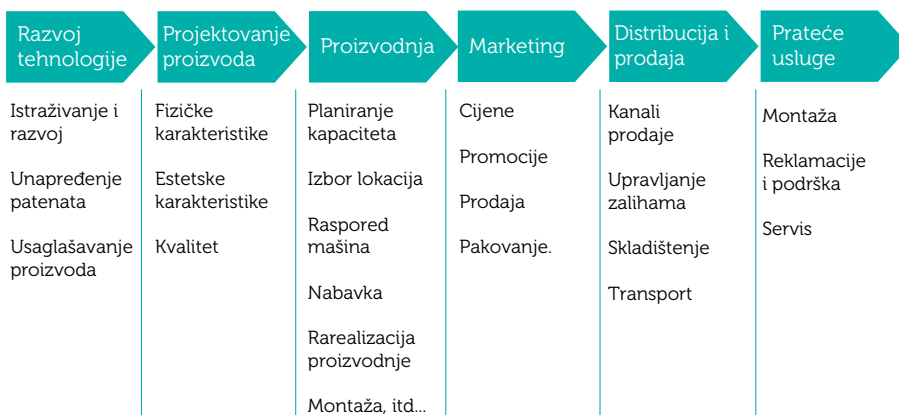 Razvoj
tehnologije
Projektovanje
proizvoda
Proizvodnja
Marketing
Distribucija i
prodaja
Prateće
usluge
Istraživanje i
razvoj
Unapređenje
patenata
Usaglašavanje
proizvoda
Fizičke
karakteristike
Estetske
karakteristike
Kvalitet
Planiranje
kapaciteta
Izbor lokacija
Raspored
mašina
Nabavka
Rarealizacija
proizvodnje
Montaža, itd...
Cijene
Promocije
Prodaja
Pakovanje.
Kanali
prodaje
Upravljanje
zalihama
Skladištenje
Transport
Montaža
Reklamacije
i podrška
Servis